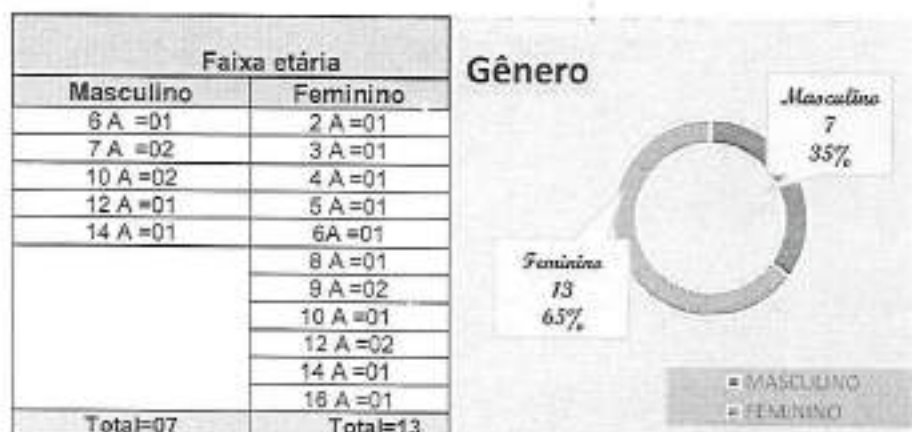 Faixa etária
Masculino Feminino
6 A =01 2 A=01
7 A =02 3 A=01
10 A =02 4 A=01
12 A =01 5 A=01
14 A =01 6A =01
8 A =01
9 A =02
10 A =01
12 A =02
14 A =01
16 A =01
Total=07 Total=13
Gênero
Masculino
7
35%
Feminino
13
65%
MASCULINO
FEMININO